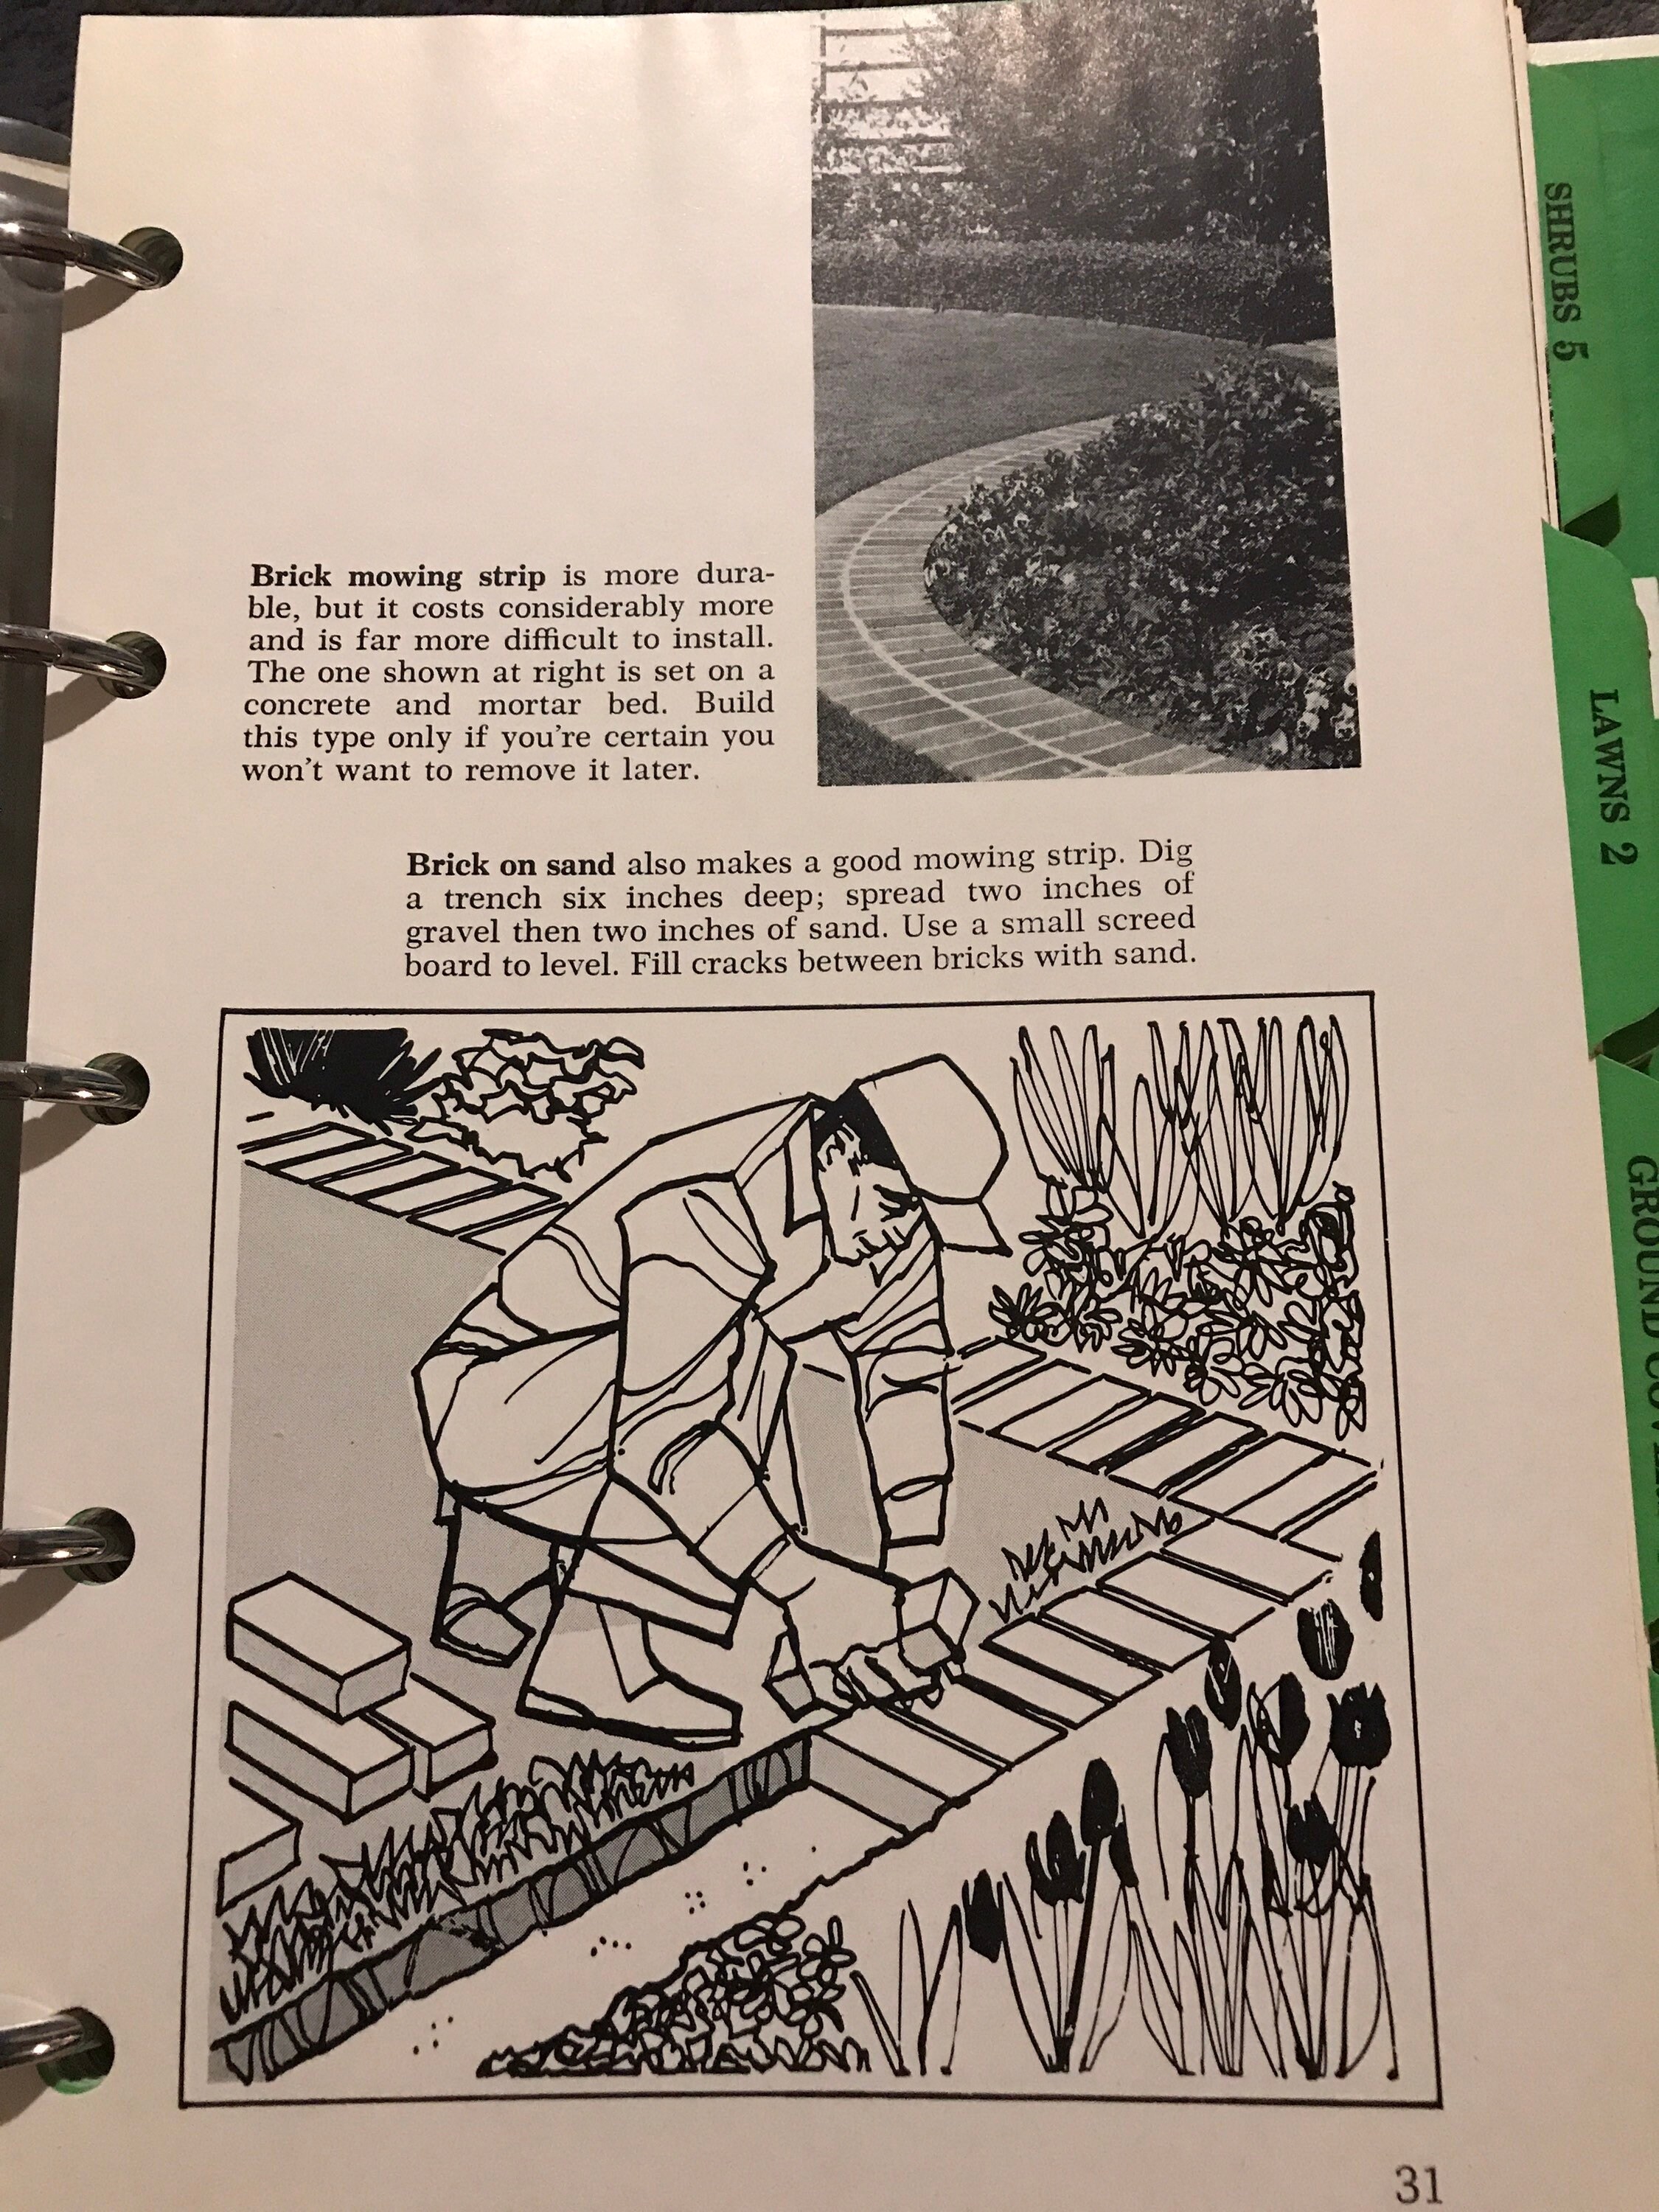 Brick mowing strip is more dura-
ble, but it costs considerably more
and is far more difficult to install.
The one shown at right is set on a
concrete and mortar bed. Build
this type only if you're certain you
won't want to remove it later.
Brick on sand also makes a good mowing strip. Dig
a trench six inches deep; spread two inches of
gravel then two inches of sand. Use a small screed
board to level. Fill cracks between bricks with sand.
31
SHRUBS 5
LAWNS 2
GROUND